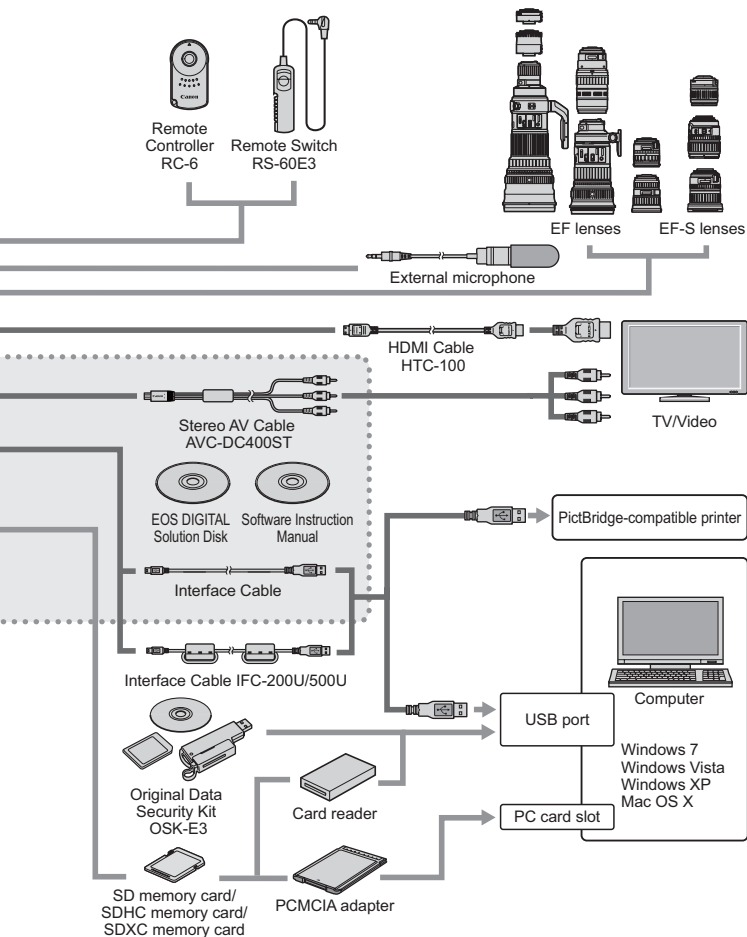 Canon
Remote
Controller
RC-6
Remote Switch
RS-60E3
EF lenses
EF-S lenses
External microphone
HDMI Cable
HTC-100
Stereo AV Cable
AVC-DC400ST
TV/Video
EOS DIGITAL
Solution Disk
Software Instruction
Manual
PictBridge-compatible printer
Interface Cable
Interface Cable IFC-200U/500U
Computer
USB port
Windows 7
Windows Vista
Windows XP
Mac OS X
Original Data
Security Kit
OSK-E3
Card reader
PC card slot
SD memory card/
SDHC memory card/
SDXC memory card
PCMCIA adapter